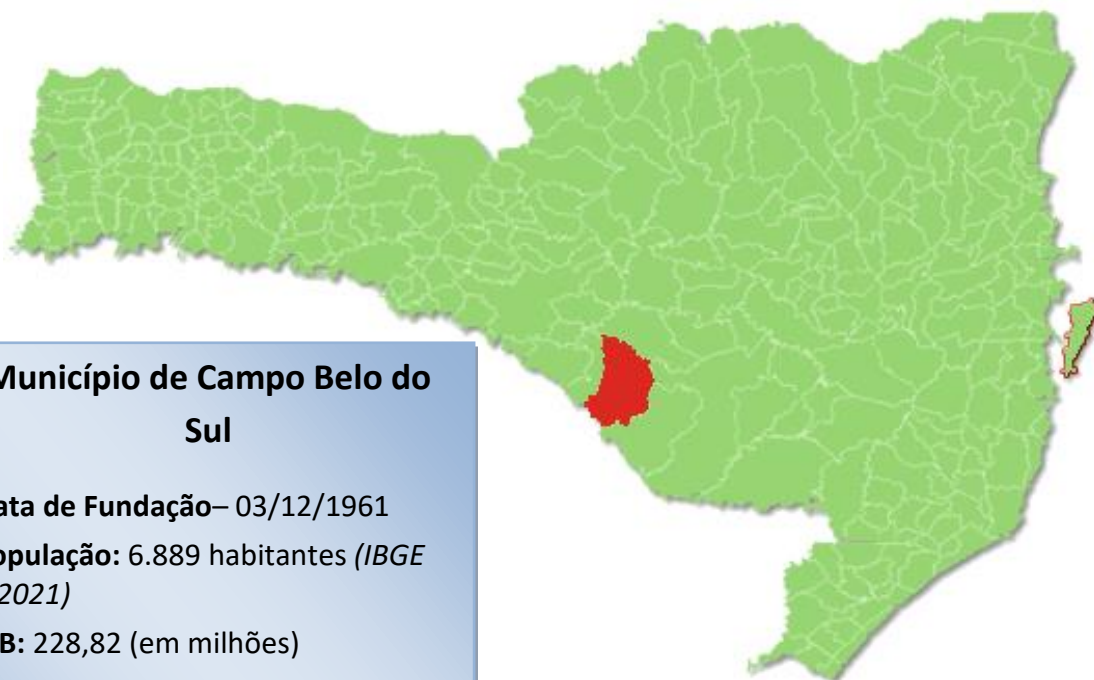 Município de Campo Belo do
Sul
ata de Fundação– 03/12/1961
opulação: 6.889 habitantes (IBGE
2021)
B: 228,82 (em milhões)